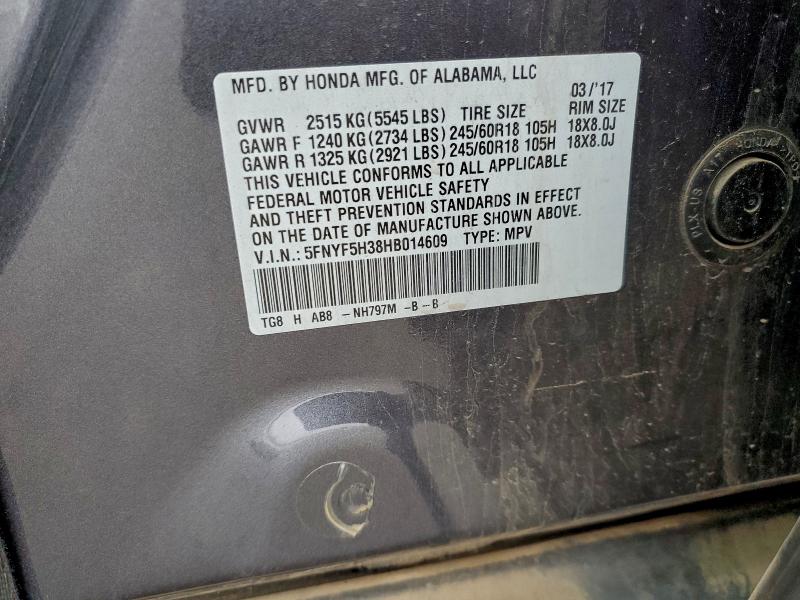 MFD. BY HONDA MFG. OF ALABAMA, LLC
03/'17
GVWR 2515 KG(5545 LBS) TIRE SIZE RIM SIZE
GAWR F 1240 KG(2734 LBS) 245/60R18 105H 18X8.0J
GAWR R 1325 KG(2921 LBS) 245/60R18 105H 18X8.0J
THIS VEHICLE CONFORMS TO ALL APPLICABLE
FEDERAL MOTOR VEHICLE SAFETY
AND THEFT PREVENTION STANDARDS IN EFFECT
ON THE DATE OF MANUFACTURE SHOWN ABOVE.
V.I.N.: 5FNYF5H38HB014609 TYPE: MPV
TG8 H AB8 - NH797M -B --B
PLX US